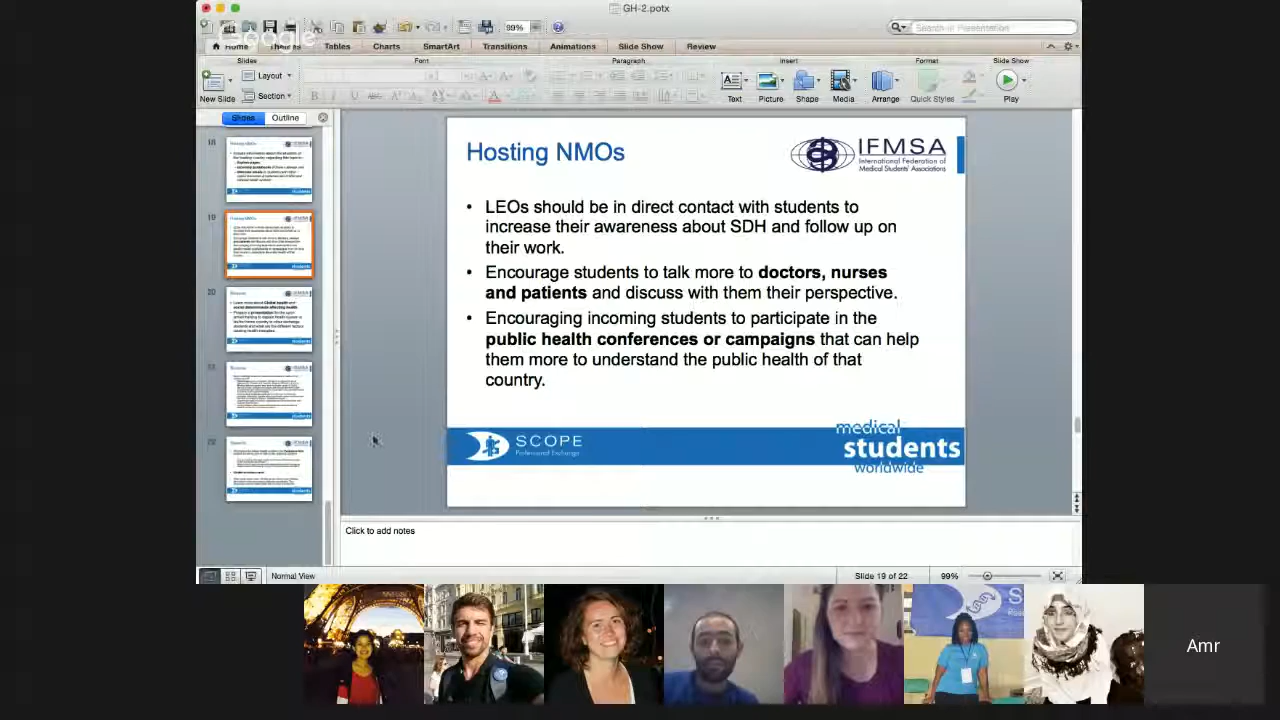 GH-2.potx
Google
99%
Search in Presentation
Home Themes Tables Charts SmartArt Transitions Animations Slide Show Review
Slides Font Paragraph Insert Format Slide Show
New Slide Layout Section Text Picture Shape Media Arrange Quick Styles Play
Slides Outline
18
19
20
22
Hosting NMOs
IFMSA
International Federation of
Medical Students' Associations
• LEOs should be in direct contact with students to
increase their awareness about SDH and follow up on
their work.
• Encourage students to talk more to doctors, nurses
and patients and discuss with them their perspective.
• Encouraging incoming students to participate in the
public health conferences or campaigns that can help
them more to understand the public health of that
country.
SCOPE
Professional Exchange
medical
students
worldwide
Click to add notes
Normal View Slide 19 of 22 99%
Amr